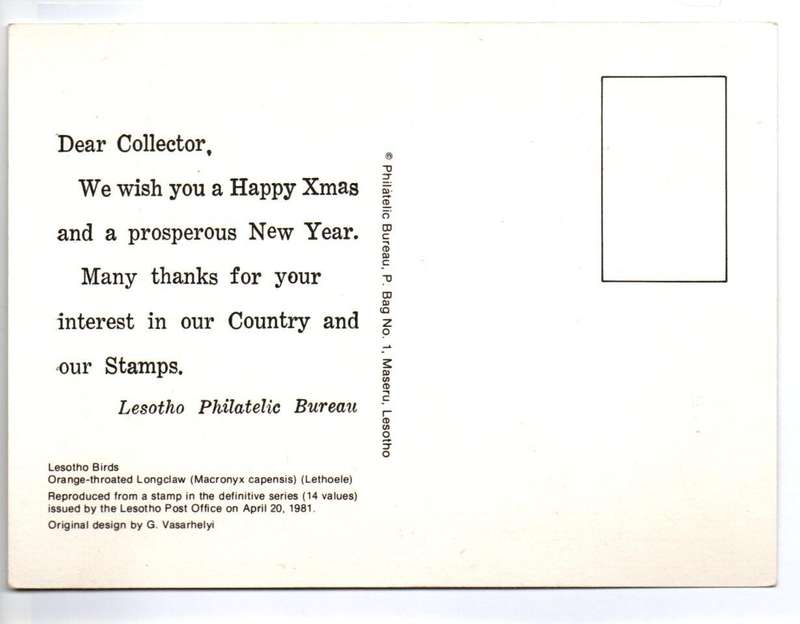 Dear Collector,
We wish you a Happy Xmas
and a prosperous New Year.
Many thanks for your
interest in our Country and
our Stamps.
Lesotho Philatelic Bureau
Lesotho Birds
Orange-throated Longclaw (Macronyx capensis) (Lethoele)
Reproduced from a stamp in the definitive series (14 values)
issued by the Lesotho Post Office on April 20, 1981.
Original design by G. Vasarhelyi
© Philatelic Bureau, P. Bag No. 1, Maseru, Lesotho